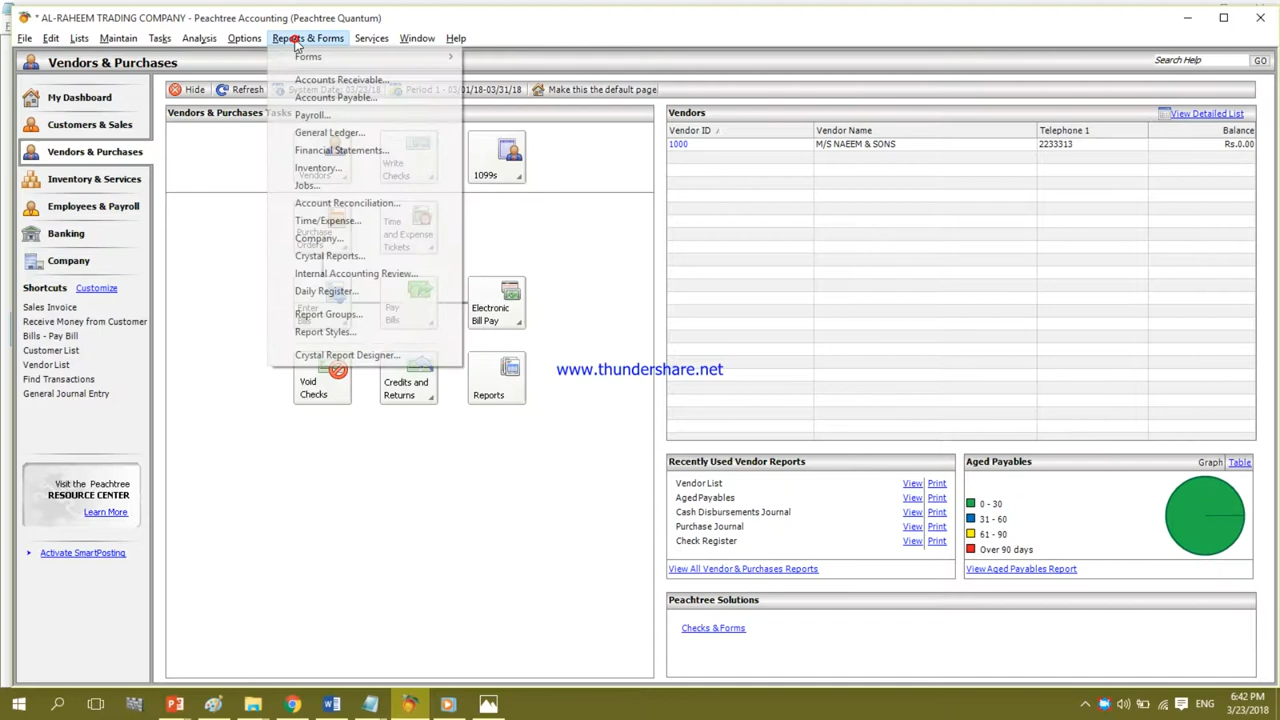 * AL-RAHEEM TRADING COMPANY - Peachtree Accounting (Peachtree Quantum)
File Edit Lists Maintain Tasks Analysis Options Reports & Forms Services Window Help
Vendors & Purchases
Search Help GO
Hide Refresh System Date: 03/23/18 Period 1 - 03/01/18-03/31/18 Make this the default page
My Dashboard
Customers & Sales
Vendors & Purchases
Inventory & Services
Employees & Payroll
Banking
Company
Shortcuts Customize
Sales Invoice
Receive Money from Customer
Bills - Pay Bill
Customer List
Vendor List
Find Transactions
General Journal Entry
Visit the Peachtree
RESOURCE CENTER
Learn More
Activate SmartPosting
Vendors & Purchases Tasks
Forms
Accounts Receivable...
Accounts Payable...
Payroll...
General Ledger...
Financial Statements...
Inventory...
Jobs...
Account Reconciliation...
Time/Expense...
Company...
Crystal Reports...
Internal Accounting Review...
Daily Register...
Report Groups...
Report Styles...
Crystal Report Designer...
Vendors
Write
Checks
1099s
Purchase
Orders
Time
and Expense
Tickets
Enter
Bills
Pay
Bills
Electronic
Bill Pay
Void
Checks
Credits and
Returns
Reports
www.thundershare.net
Vendors View Detailed List
Vendor ID Vendor Name Telephone 1 Balance
1000 M/S NAEEM & SONS 2233313 Rs.0.00
Recently Used Vendor Reports
Vendor List View Print
Aged Payables View Print
Cash Disbursements Journal View Print
Purchase Journal View Print
Check Register View Print
View All Vendor & Purchases Reports
Aged Payables Graph Table
0 - 30
31 - 60
61 - 90
Over 90 days
View Aged Payables Report
Peachtree Solutions
Checks & Forms
ENG
6:42 PM
3/23/2018